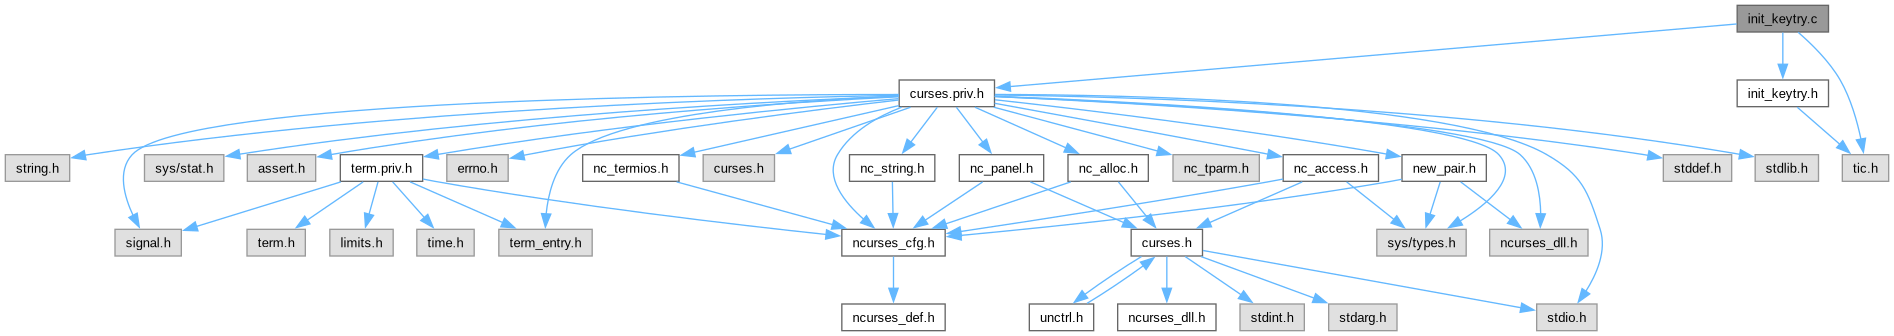 init_keytry.c
curses.priv.h
init_keytry.h
string.h
sys/stat.h
assert.h
term.priv.h
errno.h
nc_termios.h
curses.h
nc_string.h
nc_panel.h
nc_alloc.h
nc_tparm.h
nc_access.h
new_pair.h
stddef.h
stdlib.h
tic.h
signal.h
term.h
limits.h
time.h
term_entry.h
ncurses_cfg.h
curses.h
sys/types.h
ncurses_dll.h
ncurses_def.h
unctrl.h
ncurses_dll.h
stdint.h
stdarg.h
stdio.h